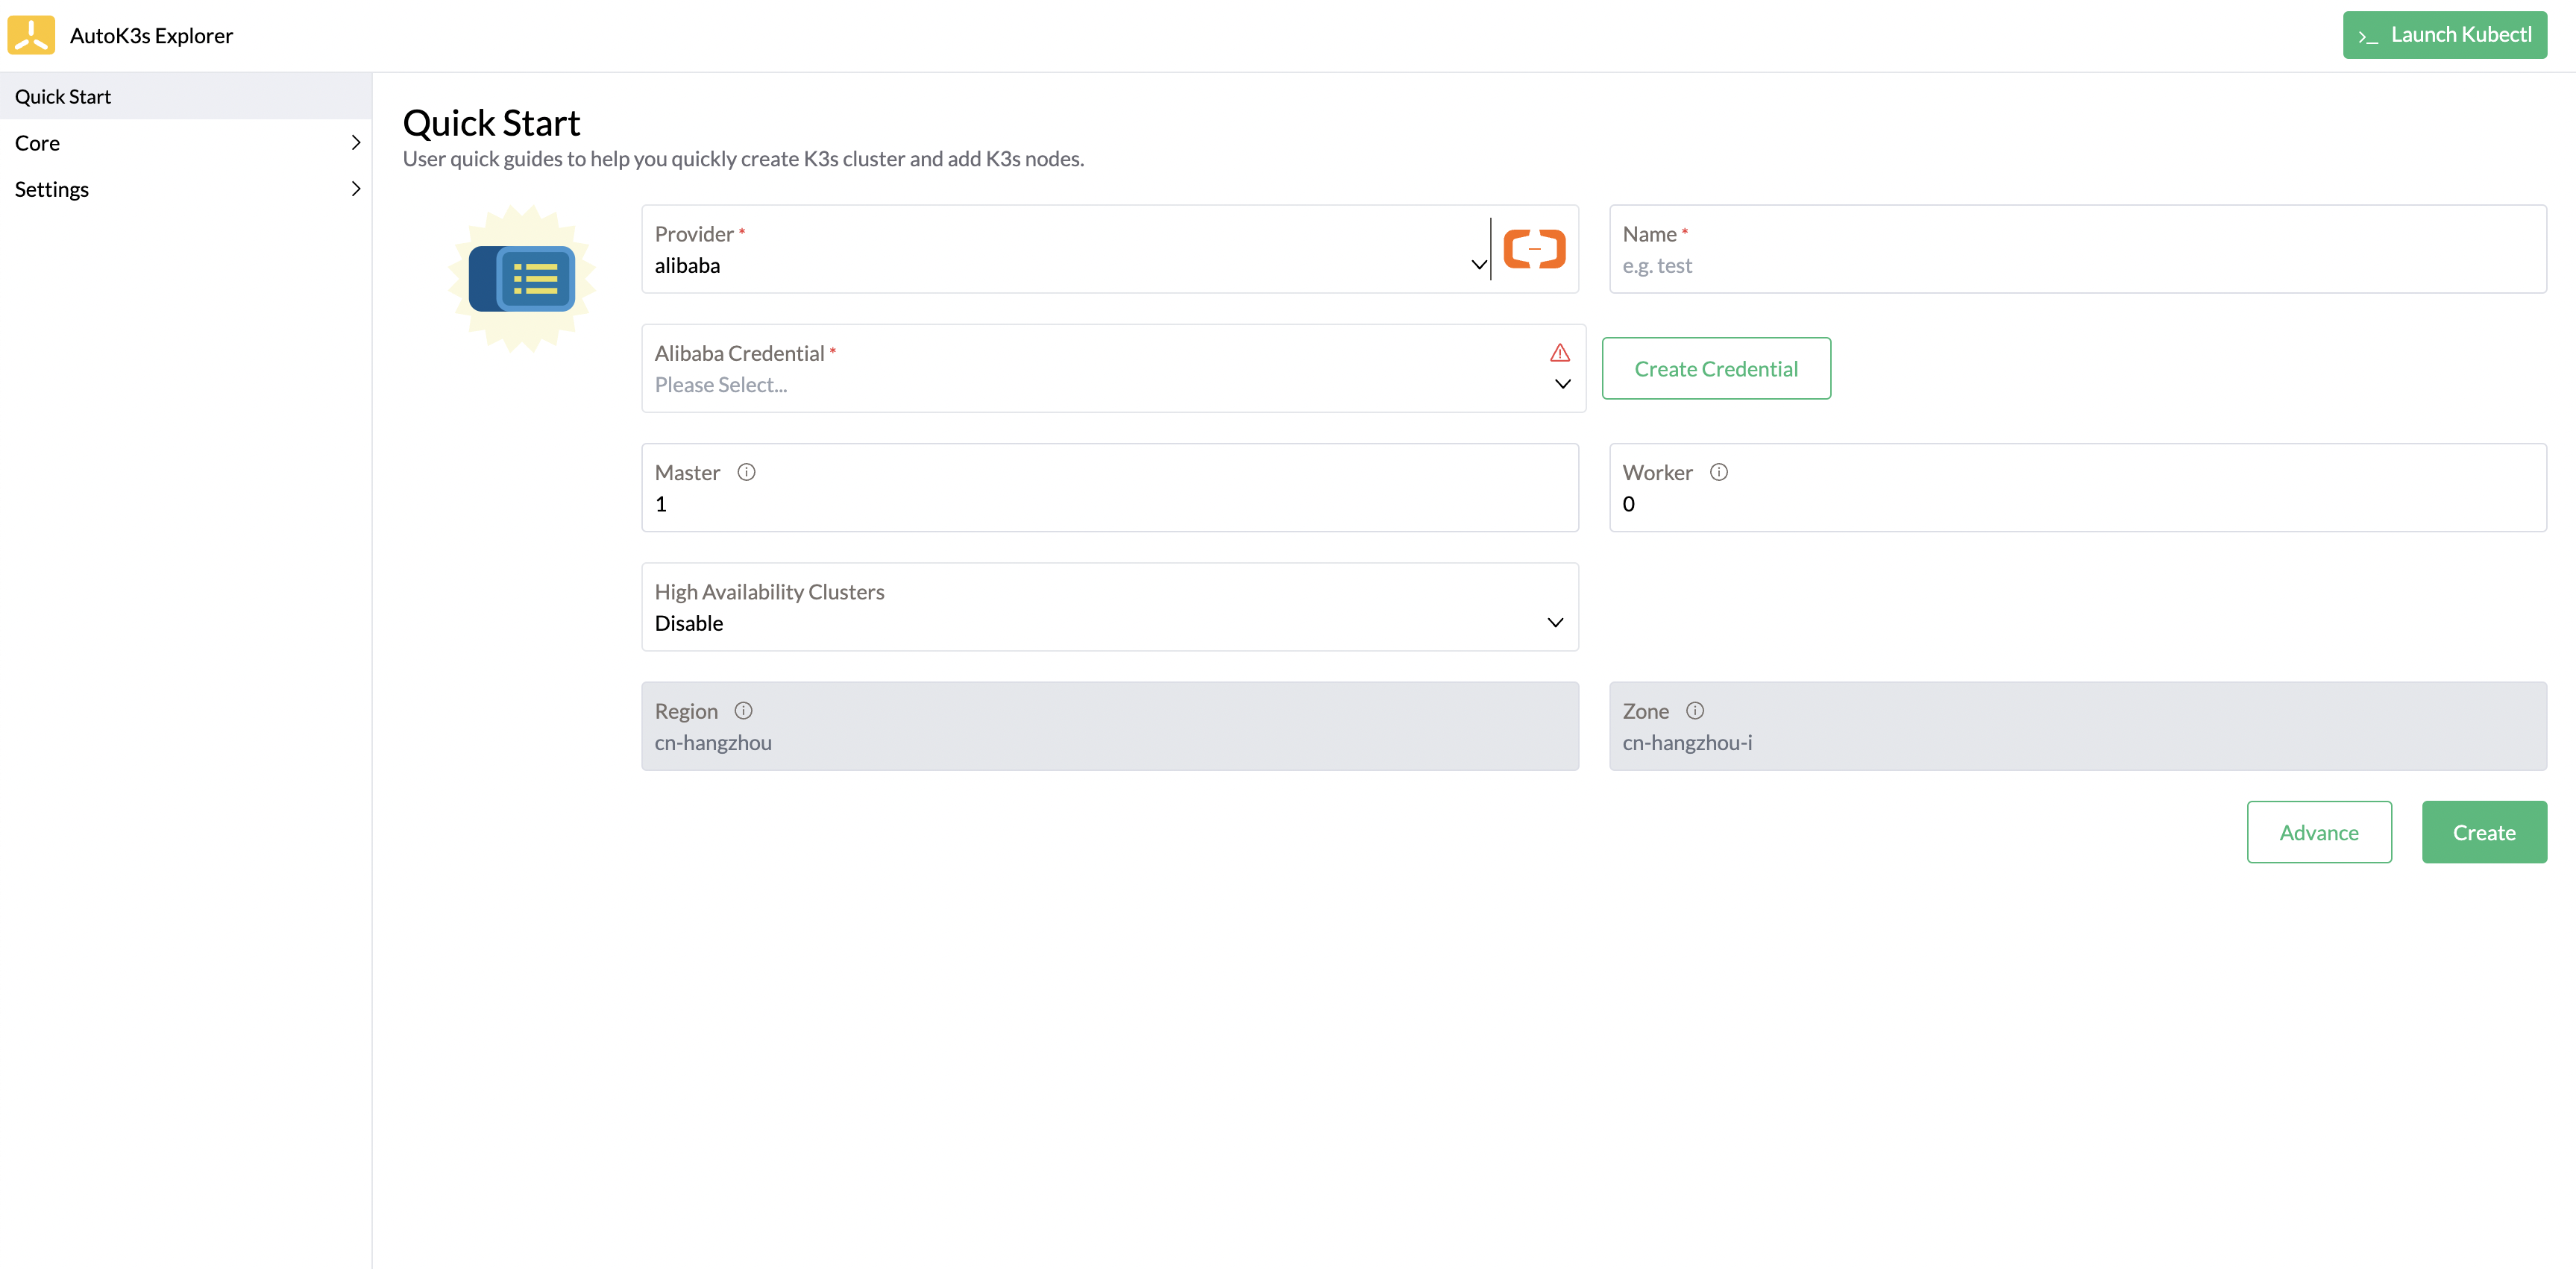 AutoK3s Explorer
>_ Launch Kubectl
Quick Start
Core
Settings
Quick Start
User quick guides to help you quickly create K3s cluster and add K3s nodes.
Provider *
alibaba
Name *
e.g. test
Alibaba Credential *
Please Select...
Create Credential
Master
1
Worker
0
High Availability Clusters
Disable
Region
cn-hangzhou
Zone
cn-hangzhou-i
Advance
Create